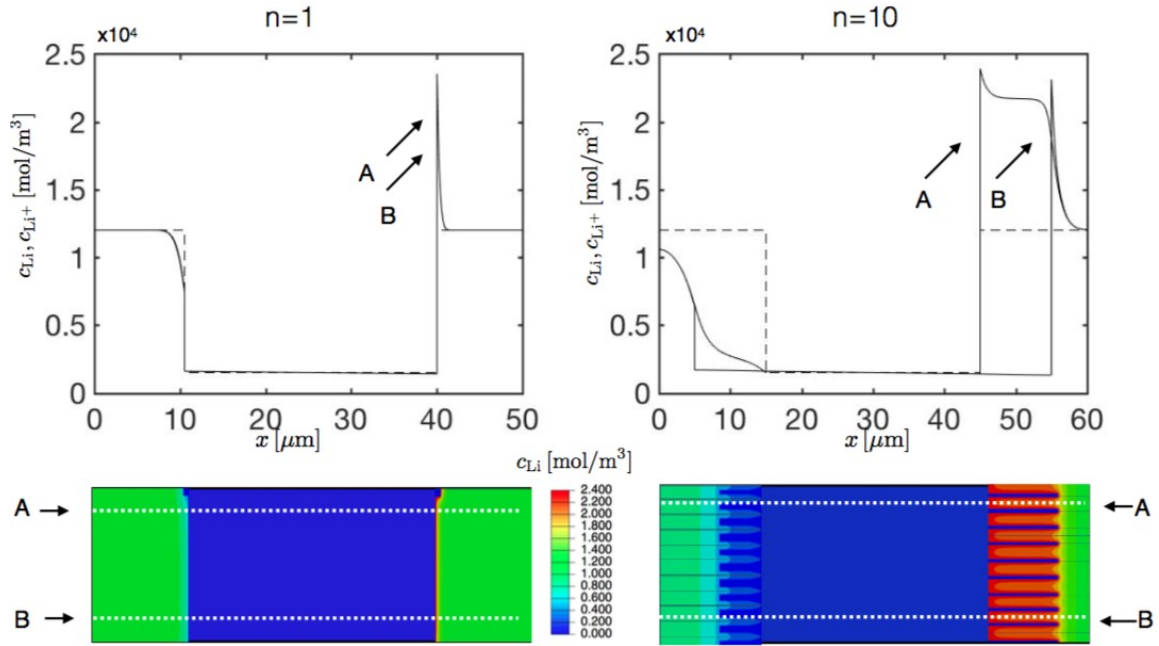 n=1
n=10
x10⁴
x10⁴
2.5
2
1.5
1
0.5
0
c_Li, c_Li⁺ [mol/m³]
A
B
0 10 20 30 40 50
x [μm]
2.5
2
1.5
1
0.5
0
c_Li, c_Li⁺ [mol/m³]
A
B
0 10 20 30 40 50 60
x [μm]
c_Li [mol/m³]
A
B
2.400
2.200
2.000
1.800
1.600
1.400
1.200
1.000
0.800
0.600
0.400
0.200
0.000
A
B